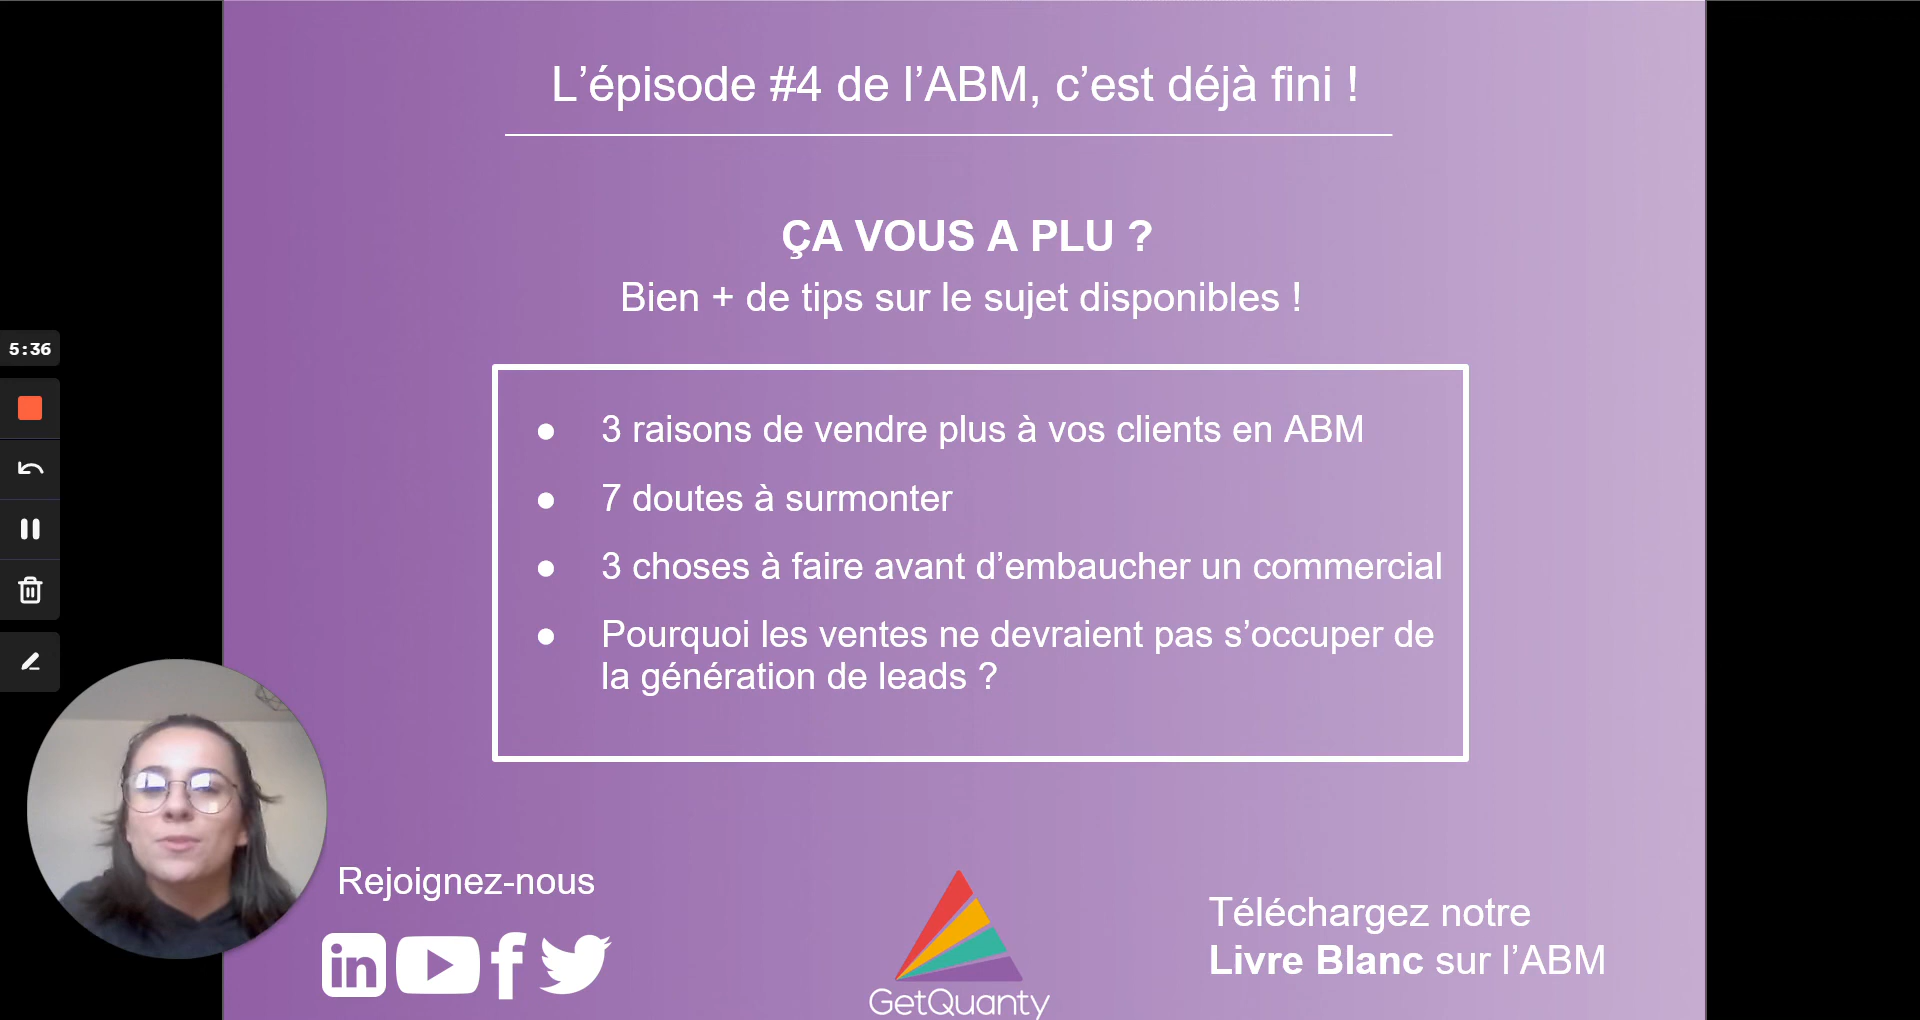 L’épisode #4 de l’ABM, c’est déjà fini !
ÇA VOUS A PLU ?
Bien + de tips sur le sujet disponibles !
5:36
● 3 raisons de vendre plus à vos clients en ABM
● 7 doutes à surmonter
● 3 choses à faire avant d’embaucher un commercial
● Pourquoi les ventes ne devraient pas s’occuper de
la génération de leads ?
Rejoignez-nous
in
f
GetQuanty
Téléchargez notre
Livre Blanc sur l’ABM